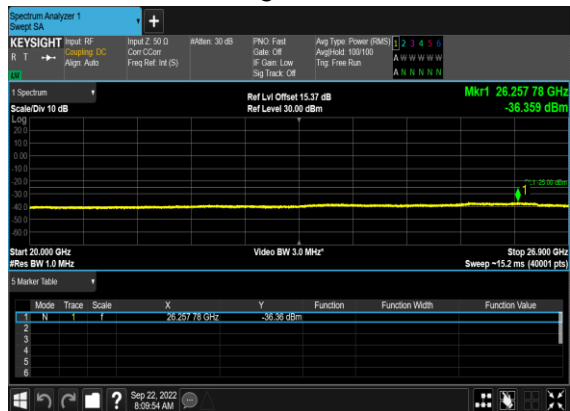 Spectrum Analyzer 1
Swept SA
KEYSIGHT Input: RF Input Z: 50 Ω #Atten: 30 dB PNO: Fast Avg Type: Power (RMS) 1 2 3 4 5 6
R T Coupling: DC Corr CCorr Gate: Off Avg|Hold: 100/100 A W W W W W
Align: Auto Freq Ref: Int (S) IF Gain: Low Trig: Free Run
LW Sig Track: Off A N N N N N
1 Spectrum Ref Lvl Offset 15.37 dB Mkr1 26.257 78 GHz
Scale/Div 10 dB Ref Level 30.00 dBm -36.359 dBm
Log
20.0
10.0
0.00
-10.0
-20.0
DL1 -25.00 dBm
1
-30.0
-40.0
-50.0
-60.0
Start 20.000 GHz Video BW 3.0 MHz* Stop 26.900 GHz
#Res BW 1.0 MHz Sweep ~15.2 ms (40001 pts)
5 Marker Table
Mode Trace Scale X Y Function Function Width Function Value
1 N 1 f 26.257 78 GHz -36.36 dBm
2
3
4
5
6
? Sep 22, 2022
8:09:54 AM